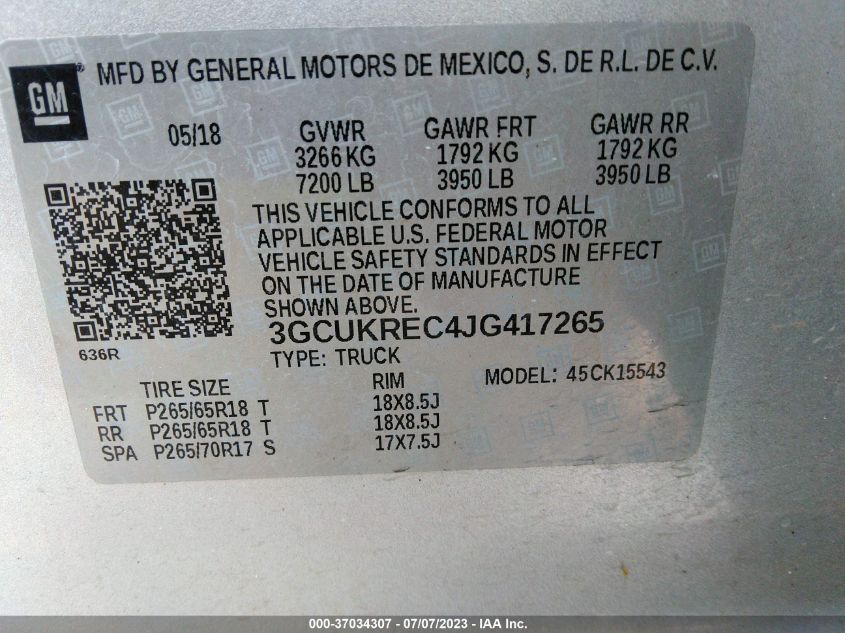 GM® MFD BY GENERAL MOTORS DE MEXICO, S. DE R.L. DE C.V.
05/18 GVWR GAWR FRT GAWR RR
3266 KG 1792 KG 1792 KG
7200 LB 3950 LB 3950 LB
THIS VEHICLE CONFORMS TO ALL
APPLICABLE U.S. FEDERAL MOTOR
VEHICLE SAFETY STANDARDS IN EFFECT
ON THE DATE OF MANUFACTURE
SHOWN ABOVE.
3GCUKREC4JG417265
636R
TYPE: TRUCK MODEL: 45CK15543
TIRE SIZE RIM
FRT P265/65R18 T 18X8.5J
RR P265/65R18 T 18X8.5J
SPA P265/70R17 S 17X7.5J
000-37034307 - 07/07/2023 - IAA Inc.